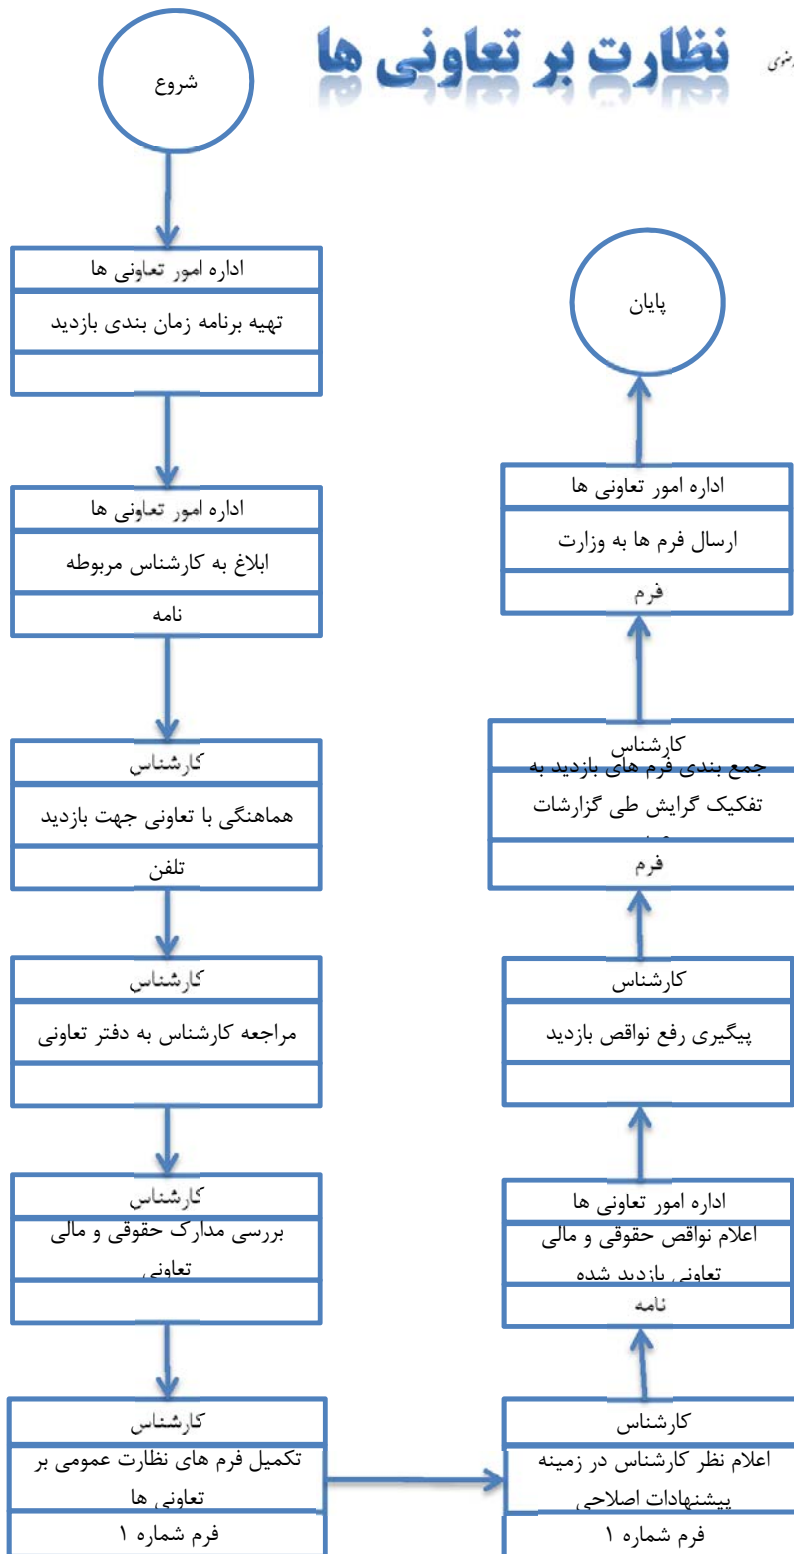 نظارت بر تعاونی ها
شروع
اداره امور تعاونی ها
تهیه برنامه زمان بندی بازدید
اداره امور تعاونی ها
ابلاغ به کارشناس مربوطه
نامه
کارشناس
هماهنگی با تعاونی جهت بازدید
تلفن
کارشناس
مراجعه کارشناس به دفتر تعاونی
کارشناس
بررسی مدارک حقوقی و مالی
تعاونی
کارشناس
تکمیل فرم های نظارت عمومی بر
تعاونی ها
فرم شماره ۱
کارشناس
اعلام نظر کارشناس در زمینه
پیشنهادات اصلاحی
فرم شماره ۱
اداره امور تعاونی ها
اعلام نواقص حقوقی و مالی
تعاونی بازدید شده
نامه
کارشناس
پیگیری رفع نواقص بازدید
کارشناس
جمع بندی فرم های بازدید به
تفکیک گرایش طی گزارشات
فرم
اداره امور تعاونی ها
ارسال فرم ها به وزارت
فرم
پایان